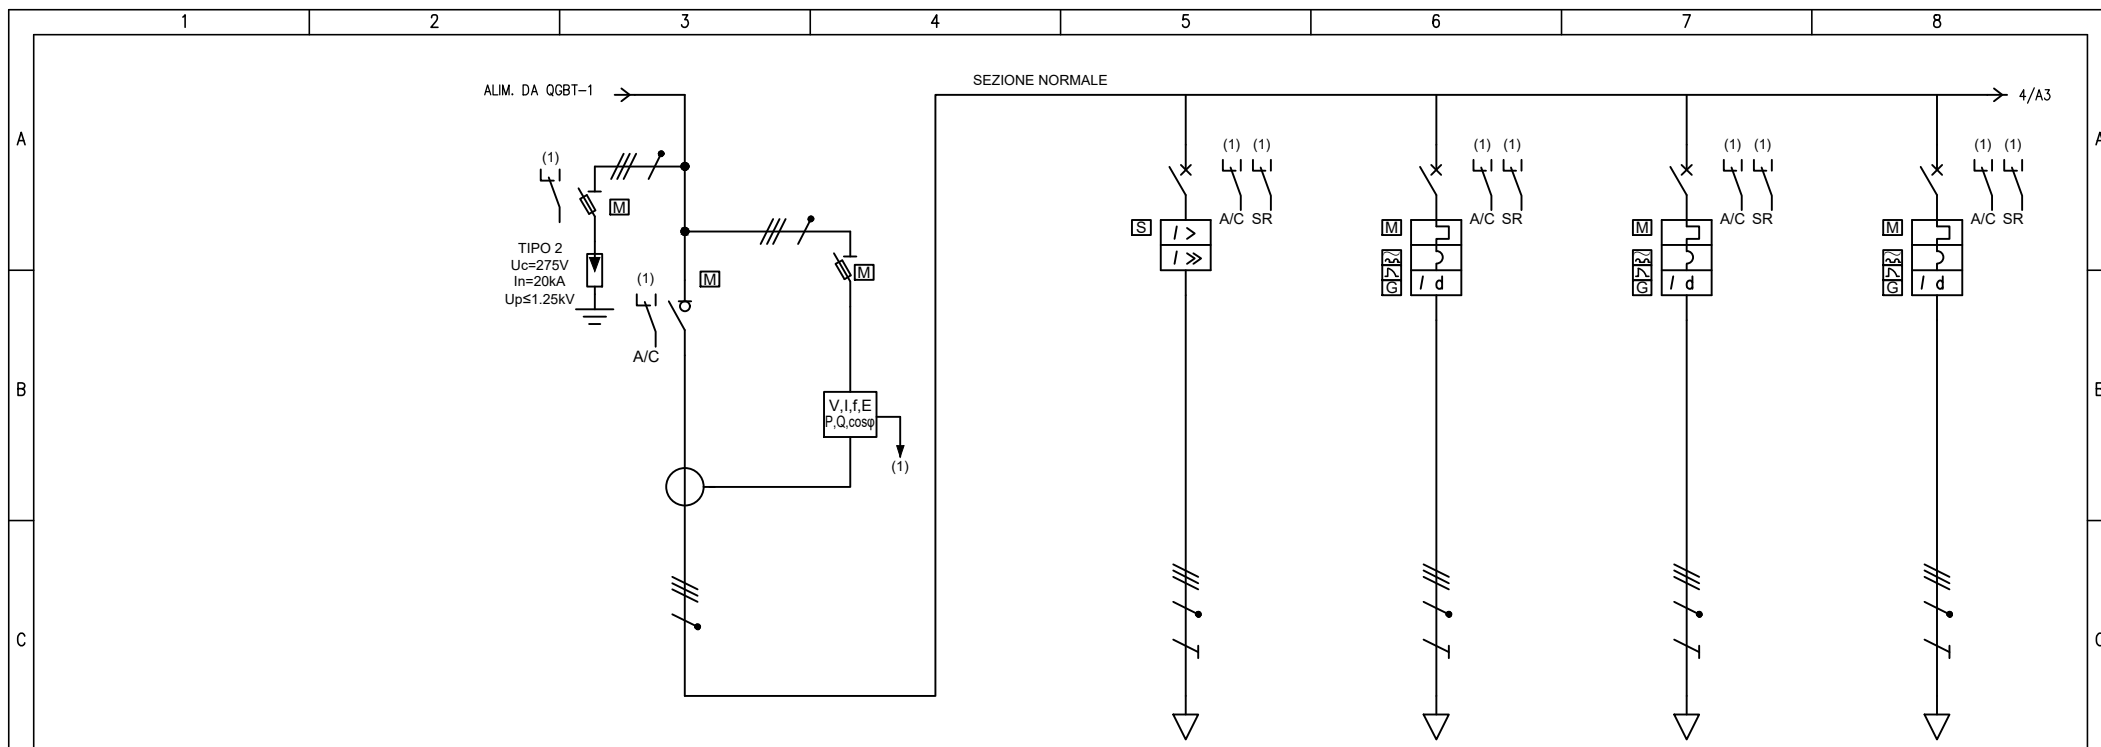 1 2 3 4 5 6 7 8
ALIM. DA QGBT-1
SEZIONE NORMALE
4/A3
A
A
(1)
(1) (1)
(1) (1)
(1) (1)
(1) (1)
M
A/C SR
A/C SR
A/C SR
A/C SR
S
I >
I >>
M
M
M
TIPO 2
Uc=275V
In=20kA
Up≤1.25kV
(1)
M
M
I d
G
I d
G
I d
G
A/C
B
V,I,f,E
P,Q,cosφ
(1)
C